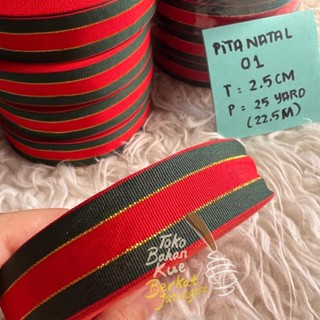 PITA NATAL
01
T : 2.5 CM
P = 25 YARD
(22.5 M)
Toko
Bahan
Kue
Berkat